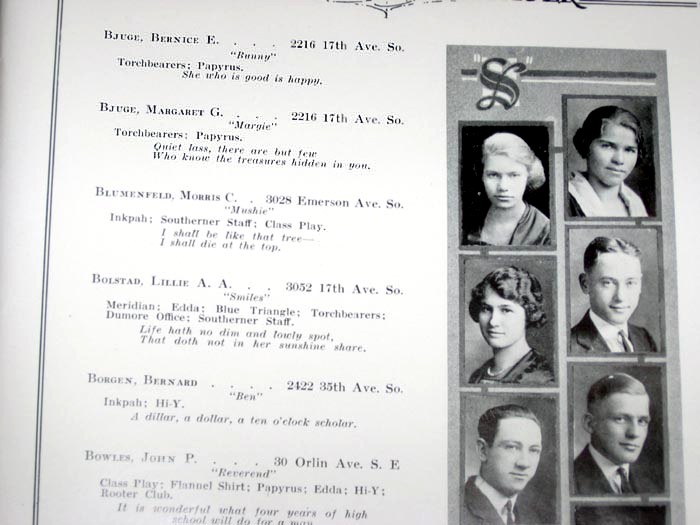 Bjuge, Bernice E. . . . 2216 17th Ave. So.
"Bunny"
Torchbearers; Papyrus.
She who is good is happy.
Bjuge, Margaret G. . . . 2216 17th Ave. So.
"Margie"
Torchbearers; Papyrus.
Quiet lass, there are but few
Who know the treasures hidden in you.
Blumenfeld, Morris C. . 3028 Emerson Ave. So.
"Mushie"
Inkpah; Southerner Staff; Class Play.
I shall be like that tree—
I shall die at the top.
Bolstad, Lillie A. A. . . 3052 17th Ave. So.
"Smiles"
Meridian; Edda; Blue Triangle; Torchbearers;
Dumore Office; Southerner Staff.
Life hath no dim and lowly spot,
That doth not in her sunshine share.
Borgen, Bernard . . . . 2422 35th Ave. So.
"Ben"
Inkpah; Hi-Y.
A dillar, a dollar, a ten o'clock scholar.
Bowles, John P. . . . 30 Orlin Ave. S. E
"Reverend"
Class Play; Flannel Shirt; Papyrus; Edda; Hi-Y;
Rooter Club.
It is wonderful what four years of high
school will do for a man.
S